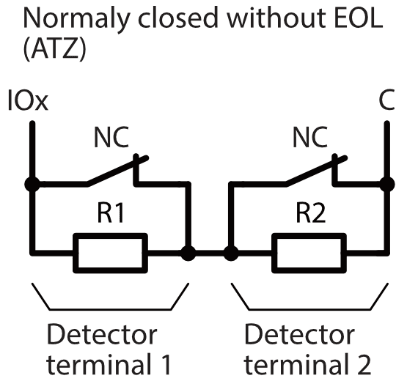 Normaly closed without EOL
(ATZ)
IOx
C
NC
NC
R1
R2
Detector
terminal 1
Detector
terminal 2